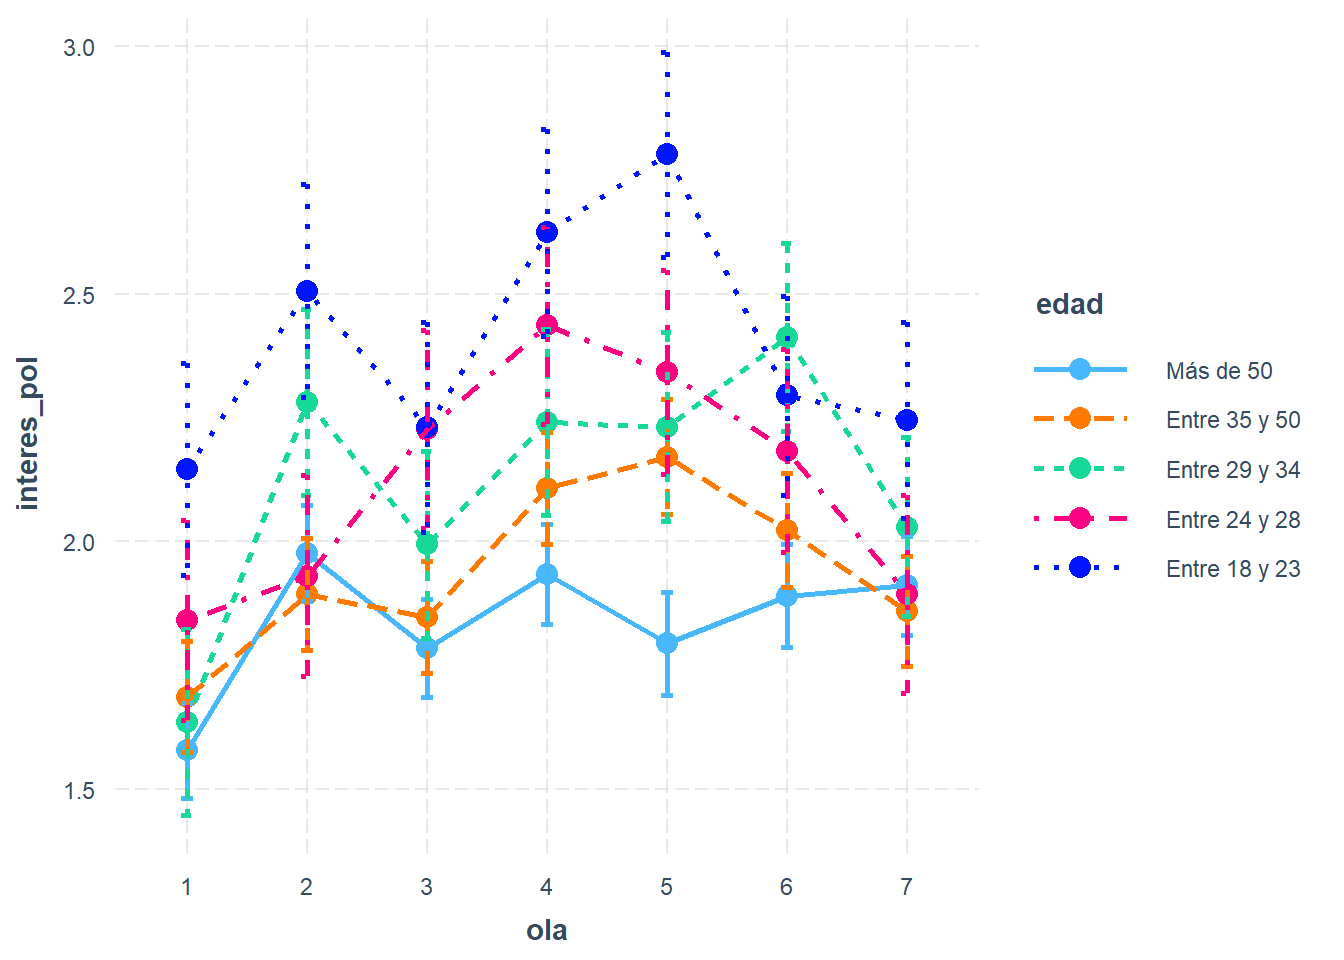 3.0
2.5
2.0
1.5
interes_pol
1 2 3 4 5 6 7
ola
edad
Más de 50
Entre 35 y 50
Entre 29 y 34
Entre 24 y 28
Entre 18 y 23